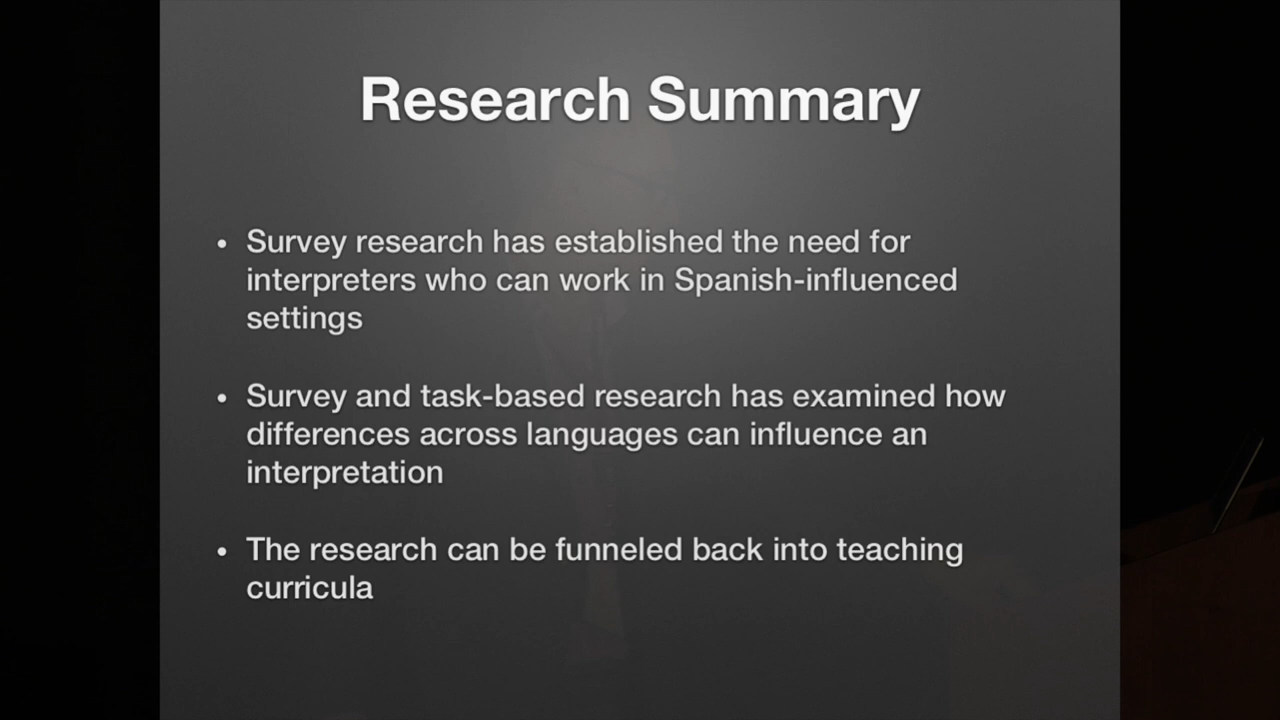 Research Summary
• Survey research has established the need for
interpreters who can work in Spanish-influenced
settings
• Survey and task-based research has examined how
differences across languages can influence an
interpretation
• The research can be funneled back into teaching
curricula